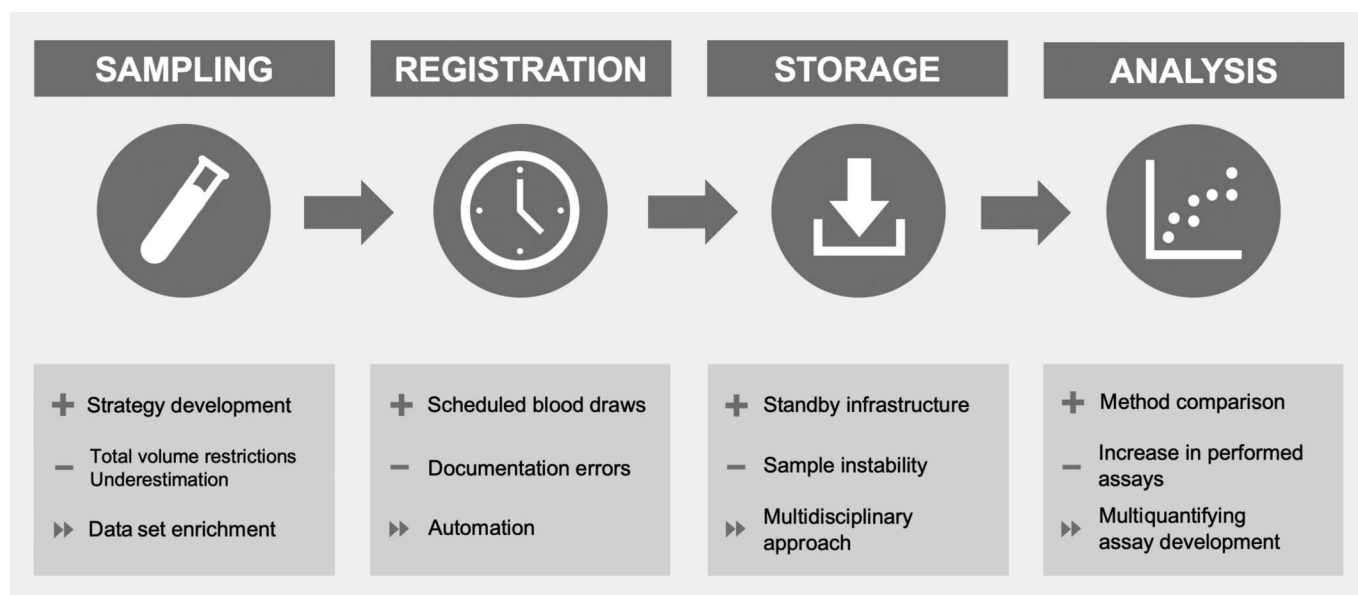 SAMPLING
REGISTRATION
STORAGE
ANALYSIS
+ Strategy development
− Total volume restrictions
Underestimation
Data set enrichment
+ Scheduled blood draws
− Documentation errors
Automation
+ Standby infrastructure
− Sample instability
Multidisciplinary
approach
+ Method comparison
− Increase in performed
assays
Multiquantifying
assay development